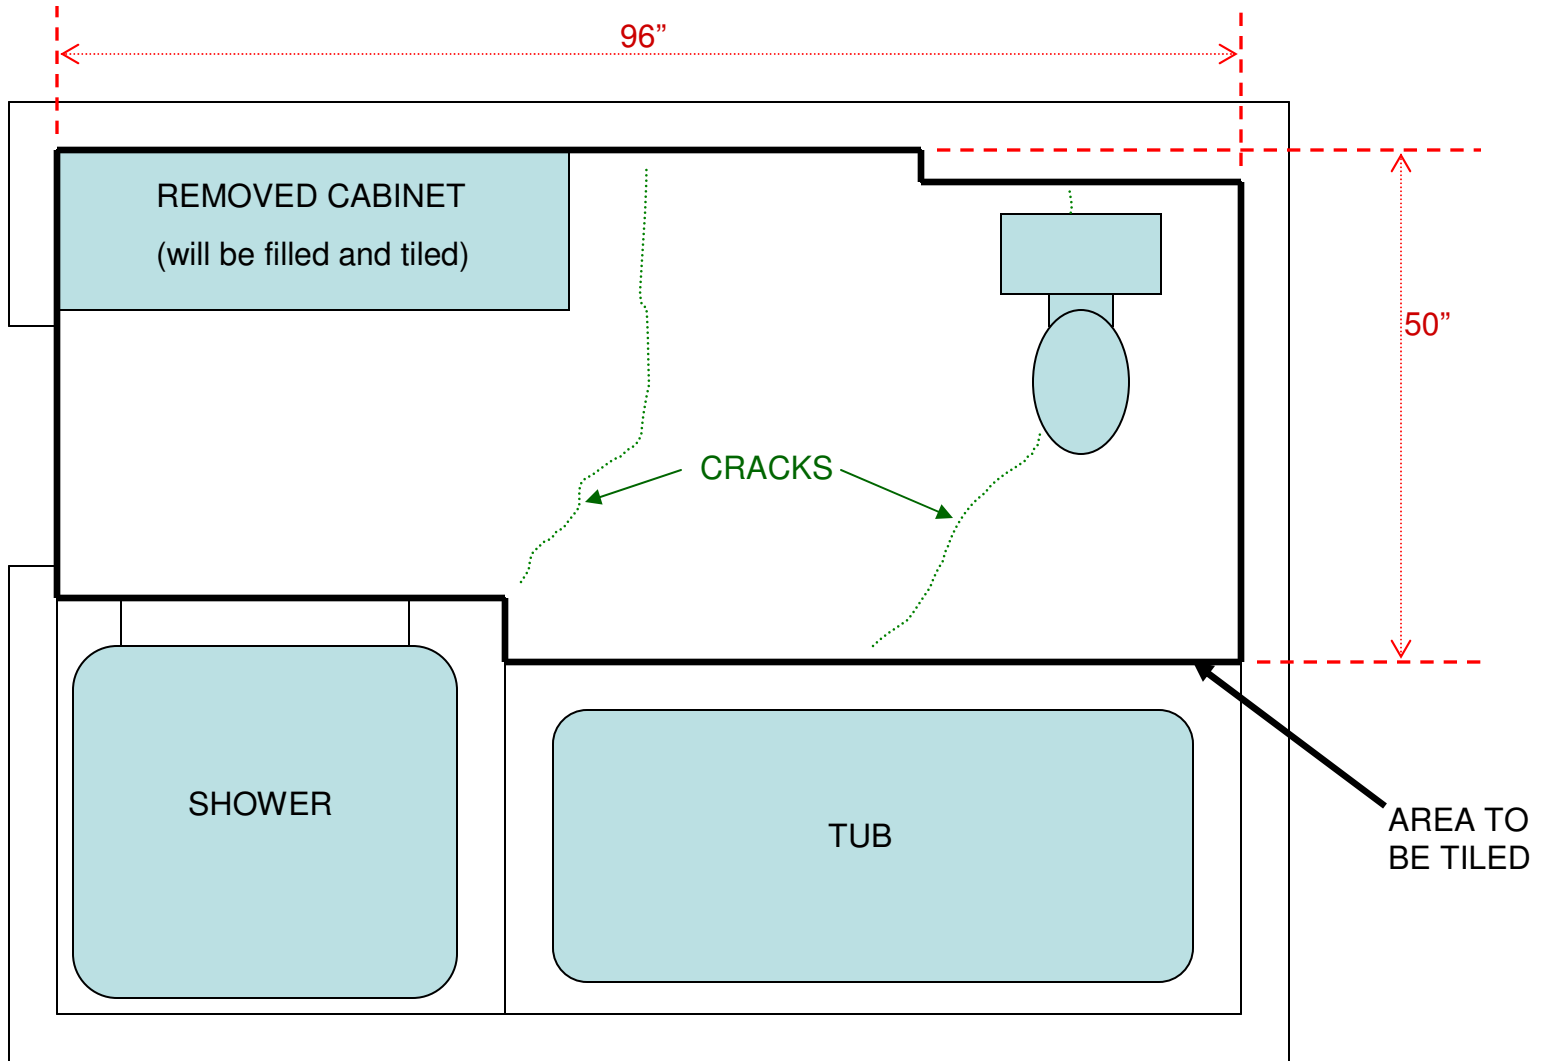 96”
REMOVED CABINET
(will be filled and tiled)
50”
CRACKS
SHOWER
TUB
AREA TO
BE TILED